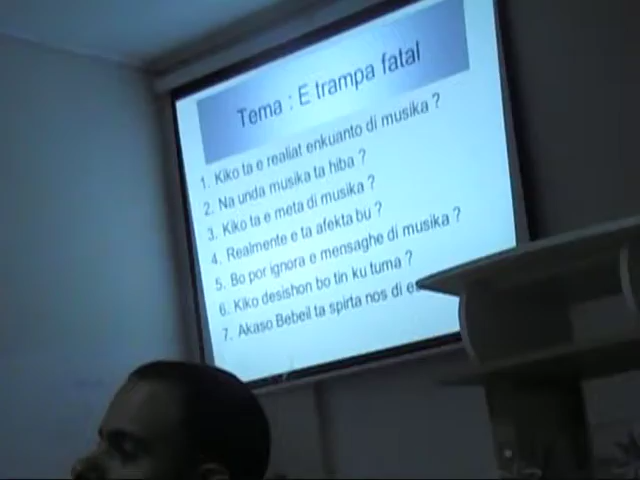 Tema : E trampa fatal
1. Kiko ta e realiat enkuanto di musika ?
2. Na unda musika ta hiba ?
3. Kiko ta e meta di musika ?
4. Realmente e ta afekta bu ?
5. Bo por ignora e mensaghe di musika ?
6. Kiko desishon bo tin ku tuma ?
7. Akaso Bebeil ta spirta nos di